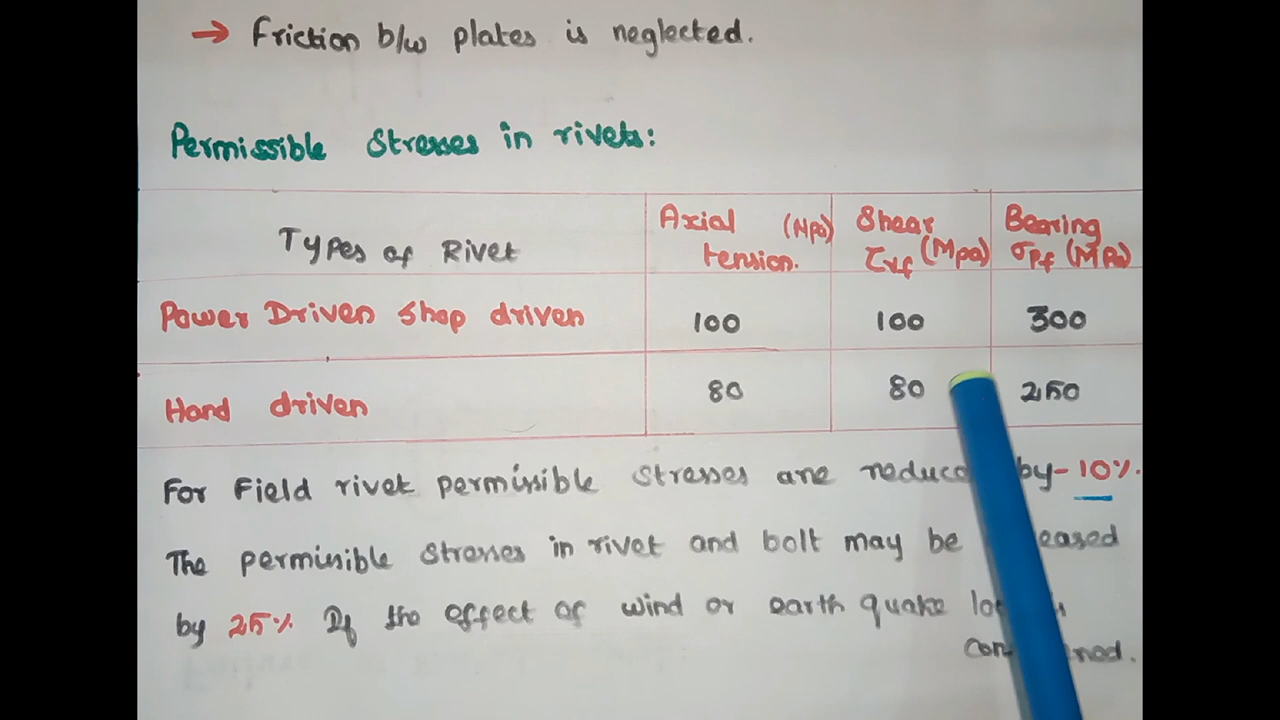 → Friction b/w plates is neglected.
Permissible Stresses in rivets:
Types of Rivet Axial tension. (MPa) Shear τvf (MPa) Bearing σpf (MPa)
Power Driven Shop driven 100 100 300
Hand driven 80 80 250
For Field rivet permissible stresses are by - 10%.
The permissible stresses in rivet and bolt may be
by 25% If the effect of wind or earth quake